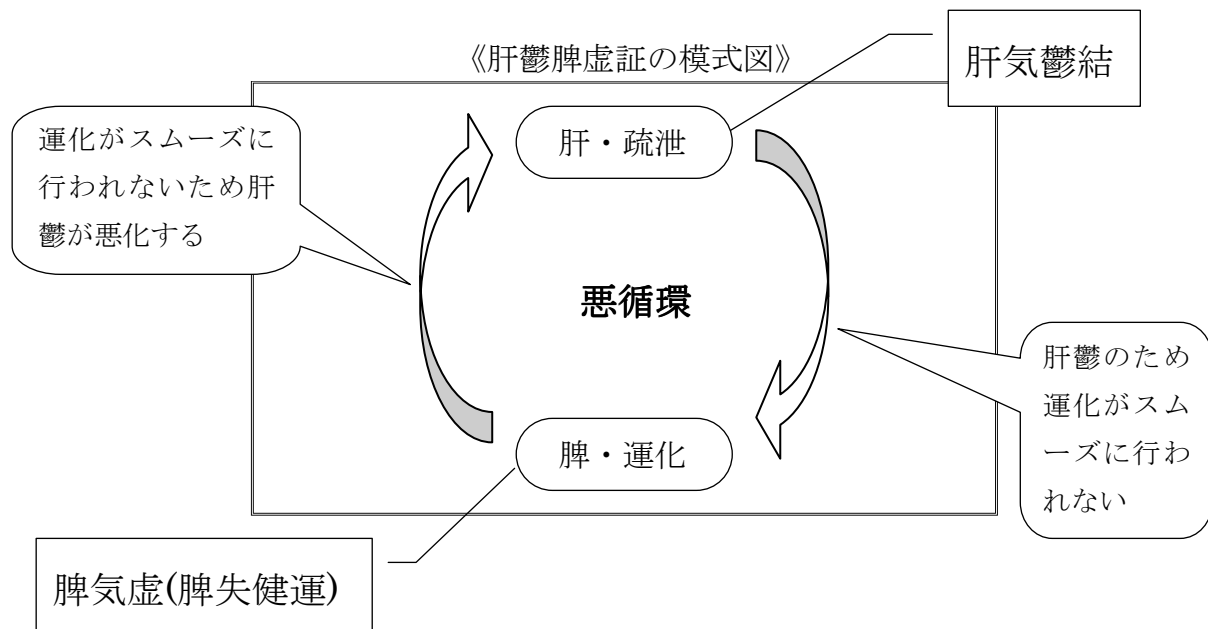 《肝鬱脾虚証の模式図》
肝気鬱結
運化がスムーズに
行われないため肝
鬱が悪化する
肝・疏泄
悪循環
肝鬱のため
運化がスム
ーズに行わ
れない
脾・運化
脾気虚(脾失健運)